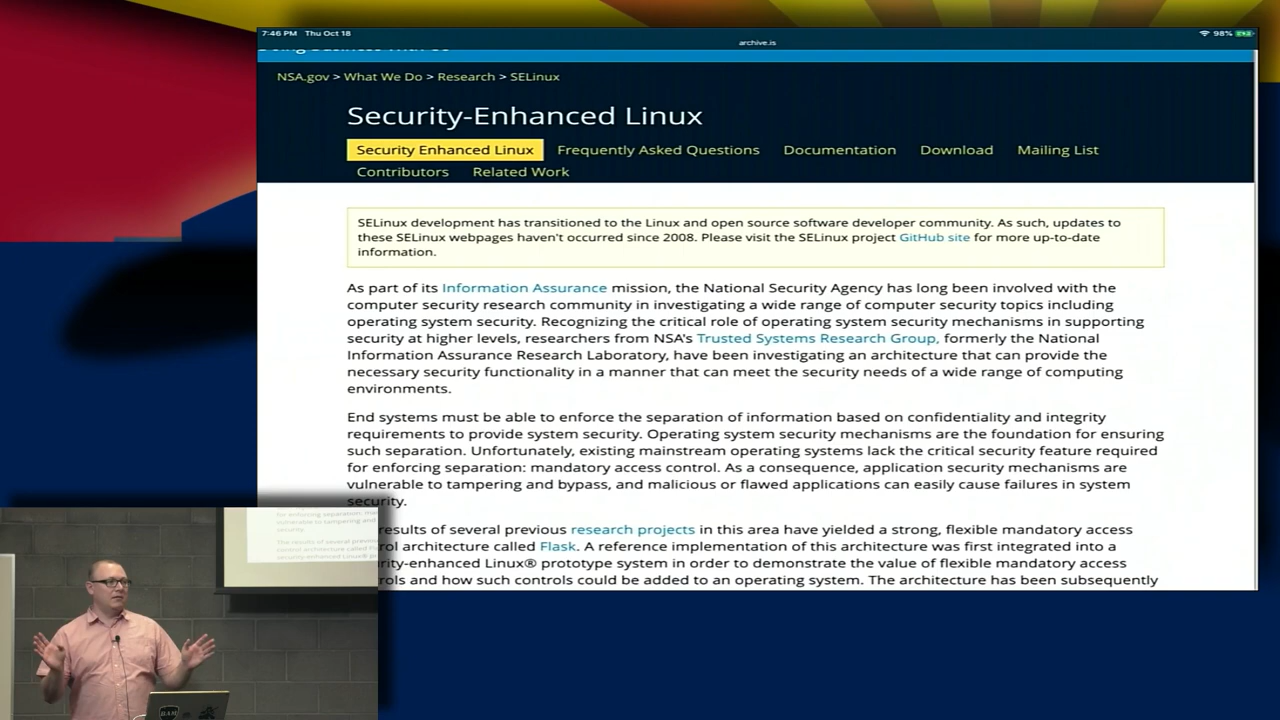 7:46 PM Thu Oct 18
archive.is
98%
NSA.gov > What We Do > Research > SELinux
Security-Enhanced Linux
Security Enhanced Linux Frequently Asked Questions Documentation Download Mailing List
Contributors Related Work
SELinux development has transitioned to the Linux and open source software developer community. As such, updates to
these SELinux webpages haven't occurred since 2008. Please visit the SELinux project GitHub site for more up-to-date
information.
As part of its Information Assurance mission, the National Security Agency has long been involved with the
computer security research community in investigating a wide range of computer security topics including
operating system security. Recognizing the critical role of operating system security mechanisms in supporting
security at higher levels, researchers from NSA's Trusted Systems Research Group, formerly the National
Information Assurance Research Laboratory, have been investigating an architecture that can provide the
necessary security functionality in a manner that can meet the security needs of a wide range of computing
environments.
End systems must be able to enforce the separation of information based on confidentiality and integrity
requirements to provide system security. Operating system security mechanisms are the foundation for ensuring
such separation. Unfortunately, existing mainstream operating systems lack the critical security feature required
for enforcing separation: mandatory access control. As a consequence, application security mechanisms are
vulnerable to tampering and bypass, and malicious or flawed applications can easily cause failures in system
security.
results of several previous research projects in this area have yielded a strong, flexible mandatory access
rol architecture called Flask. A reference implementation of this architecture was first integrated into a
rity-enhanced Linux® prototype system in order to demonstrate the value of flexible mandatory access
rols and how such controls could be added to an operating system. The architecture has been subsequently